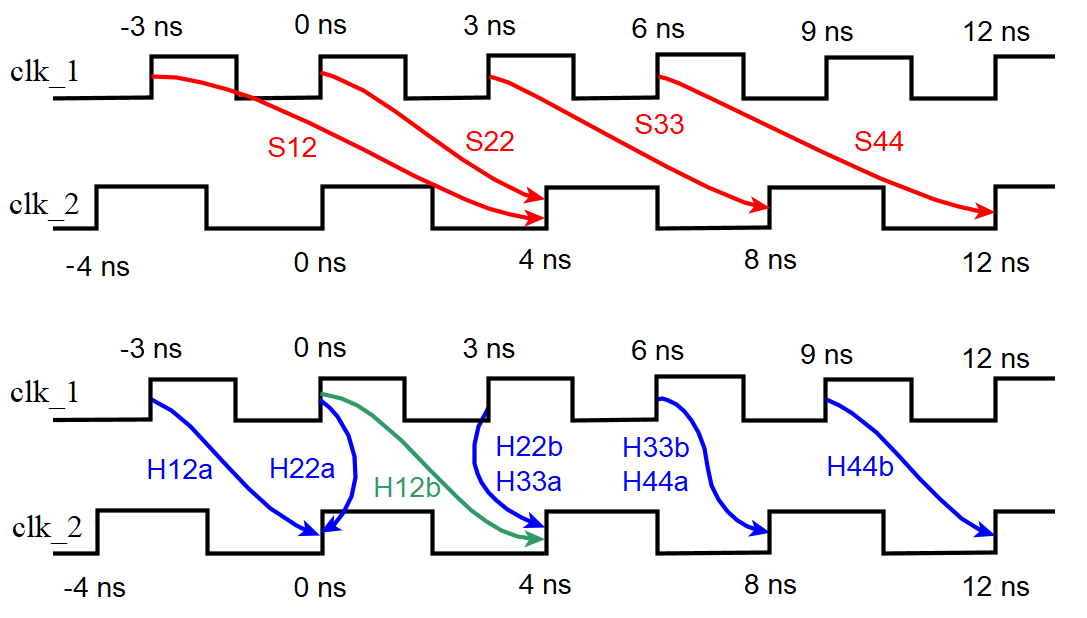 -3 ns 0 ns 3 ns 6 ns 9 ns 12 ns
clk_1
S12 S22 S33 S44
clk_2
-4 ns 0 ns 4 ns 8 ns 12 ns
-3 ns 0 ns 3 ns 6 ns 9 ns 12 ns
clk_1
H12a H22a H12b H22b H33b H44b
H33a H44a
clk_2
-4 ns 0 ns 4 ns 8 ns 12 ns